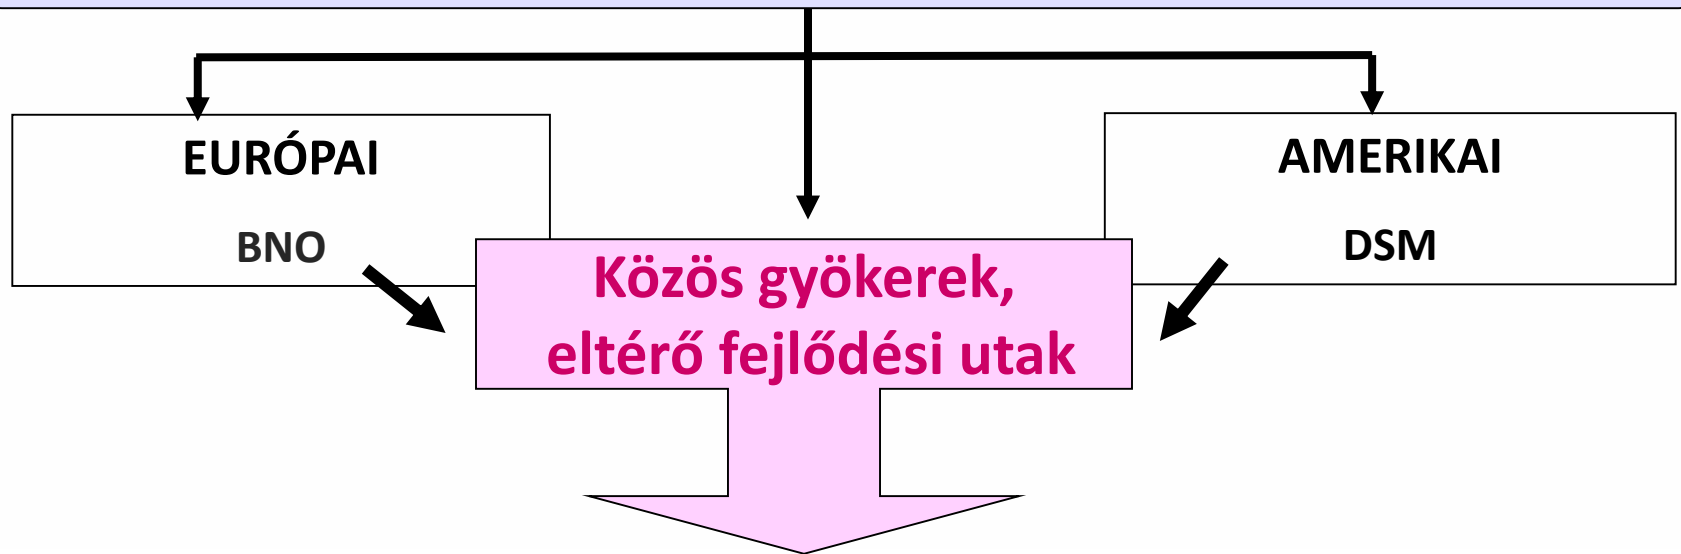 EURÓPAI
BNO
AMERIKAI
DSM
Közös gyökerek,
eltérő fejlődési utak